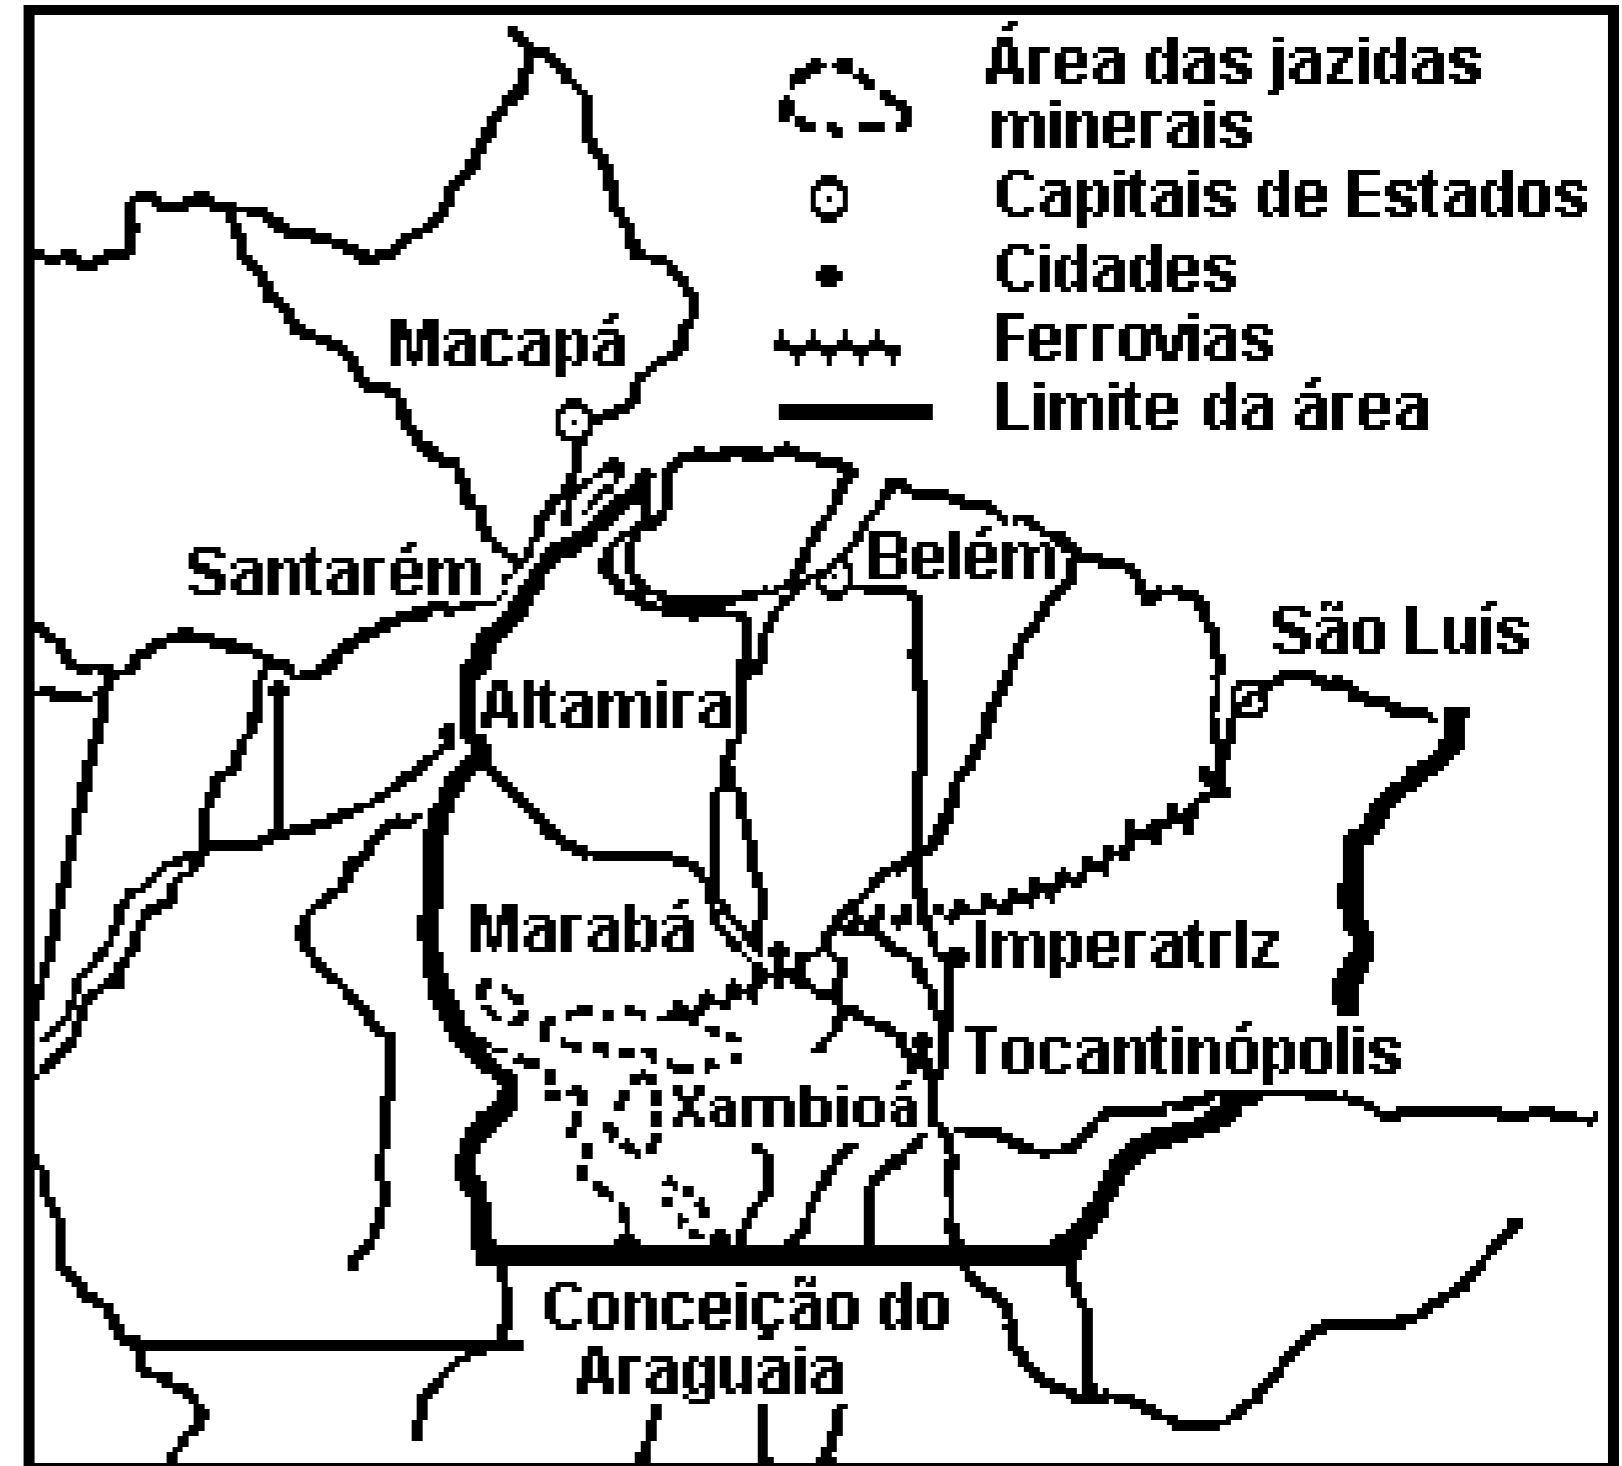 Área das jazidas
minerais
Capitais de Estados
Cidades
Ferrovias
Limite da área
Macapá
Santarém
Belém
São Luís
Altamira
Marabá
Imperatriz
Tocantinópolis
Xambioá
Conceição do
Araguaia